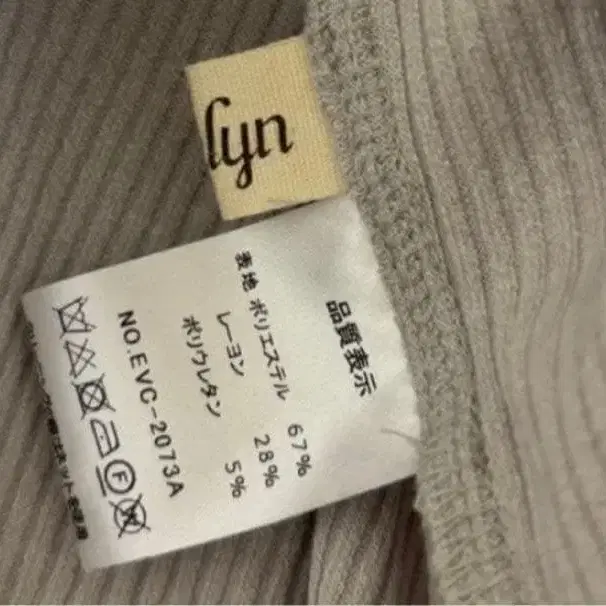 lyn
品質表示
表地 ポリエステル 67%
レーヨン 28%
ポリウレタン 5%
NO.EVC-2073A
F